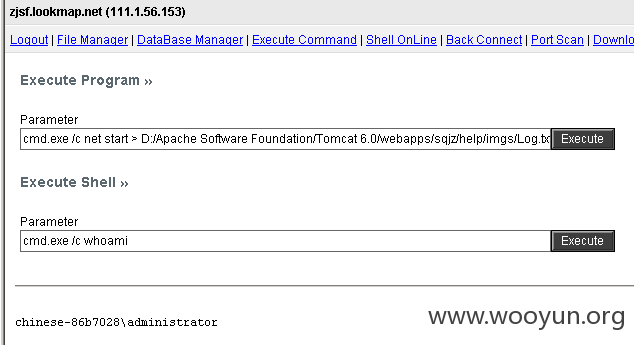 zjsf.lookmap.net (111.1.56.153)
Logout | File Manager | DataBase Manager | Execute Command | Shell OnLine | Back Connect | Port Scan | Downlo
Execute Program »
Parameter
cmd.exe /c net start > D:/Apache Software Foundation/Tomcat 6.0/webapps/sqjz/help/imgs/Log.tx Execute
Execute Shell »
Parameter
cmd.exe /c whoami Execute
chinese-86b7028\administrator
www.wooyun.org